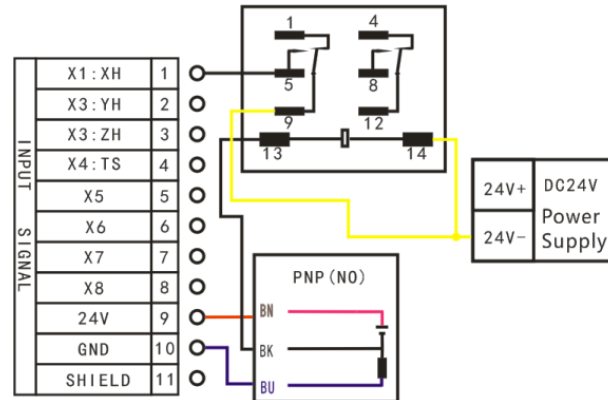 INPUT SIGNAL
X1:XH 1
X3:YH 2
X3:ZH 3
X4:TS 4
X5 5
X6 6
X7 7
X8 8
24V 9
GND 10
SHIELD 11
1 4
5 8
9 12
13 14
PNP(NO)
BN
BK
BU
24V+
24V-
DC24V
Power
Supply